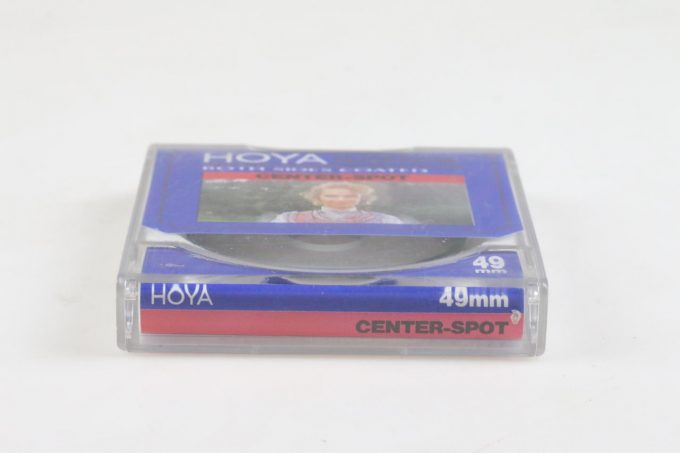 HOYA
BOTH SIDES COATED
CENTER-SPOT
49
mm
HOYA
49mm
CENTER-SPOT